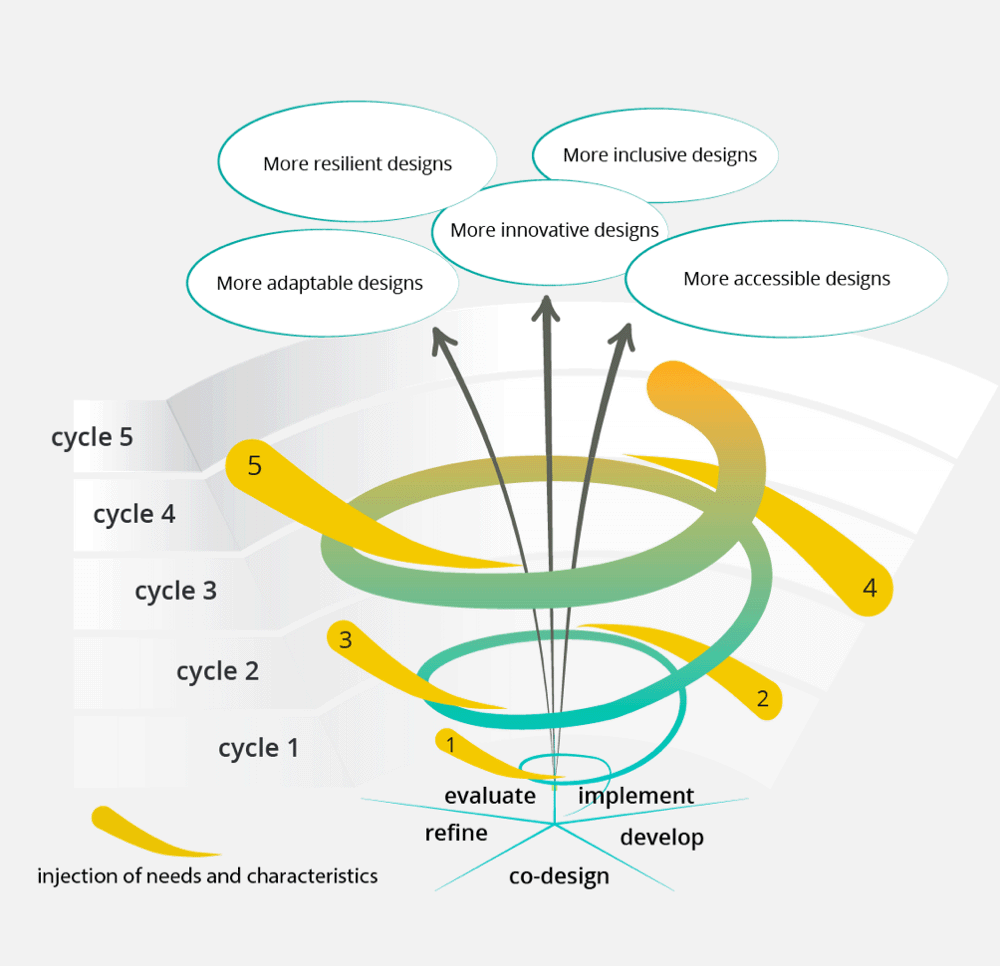 More resilient designs
More inclusive designs
More innovative designs
More adaptable designs
More accessible designs
cycle 5
5
cycle 4
4
cycle 3
3
cycle 2
2
cycle 1
1
evaluate
implement
refine
develop
co-design
injection of needs and characteristics